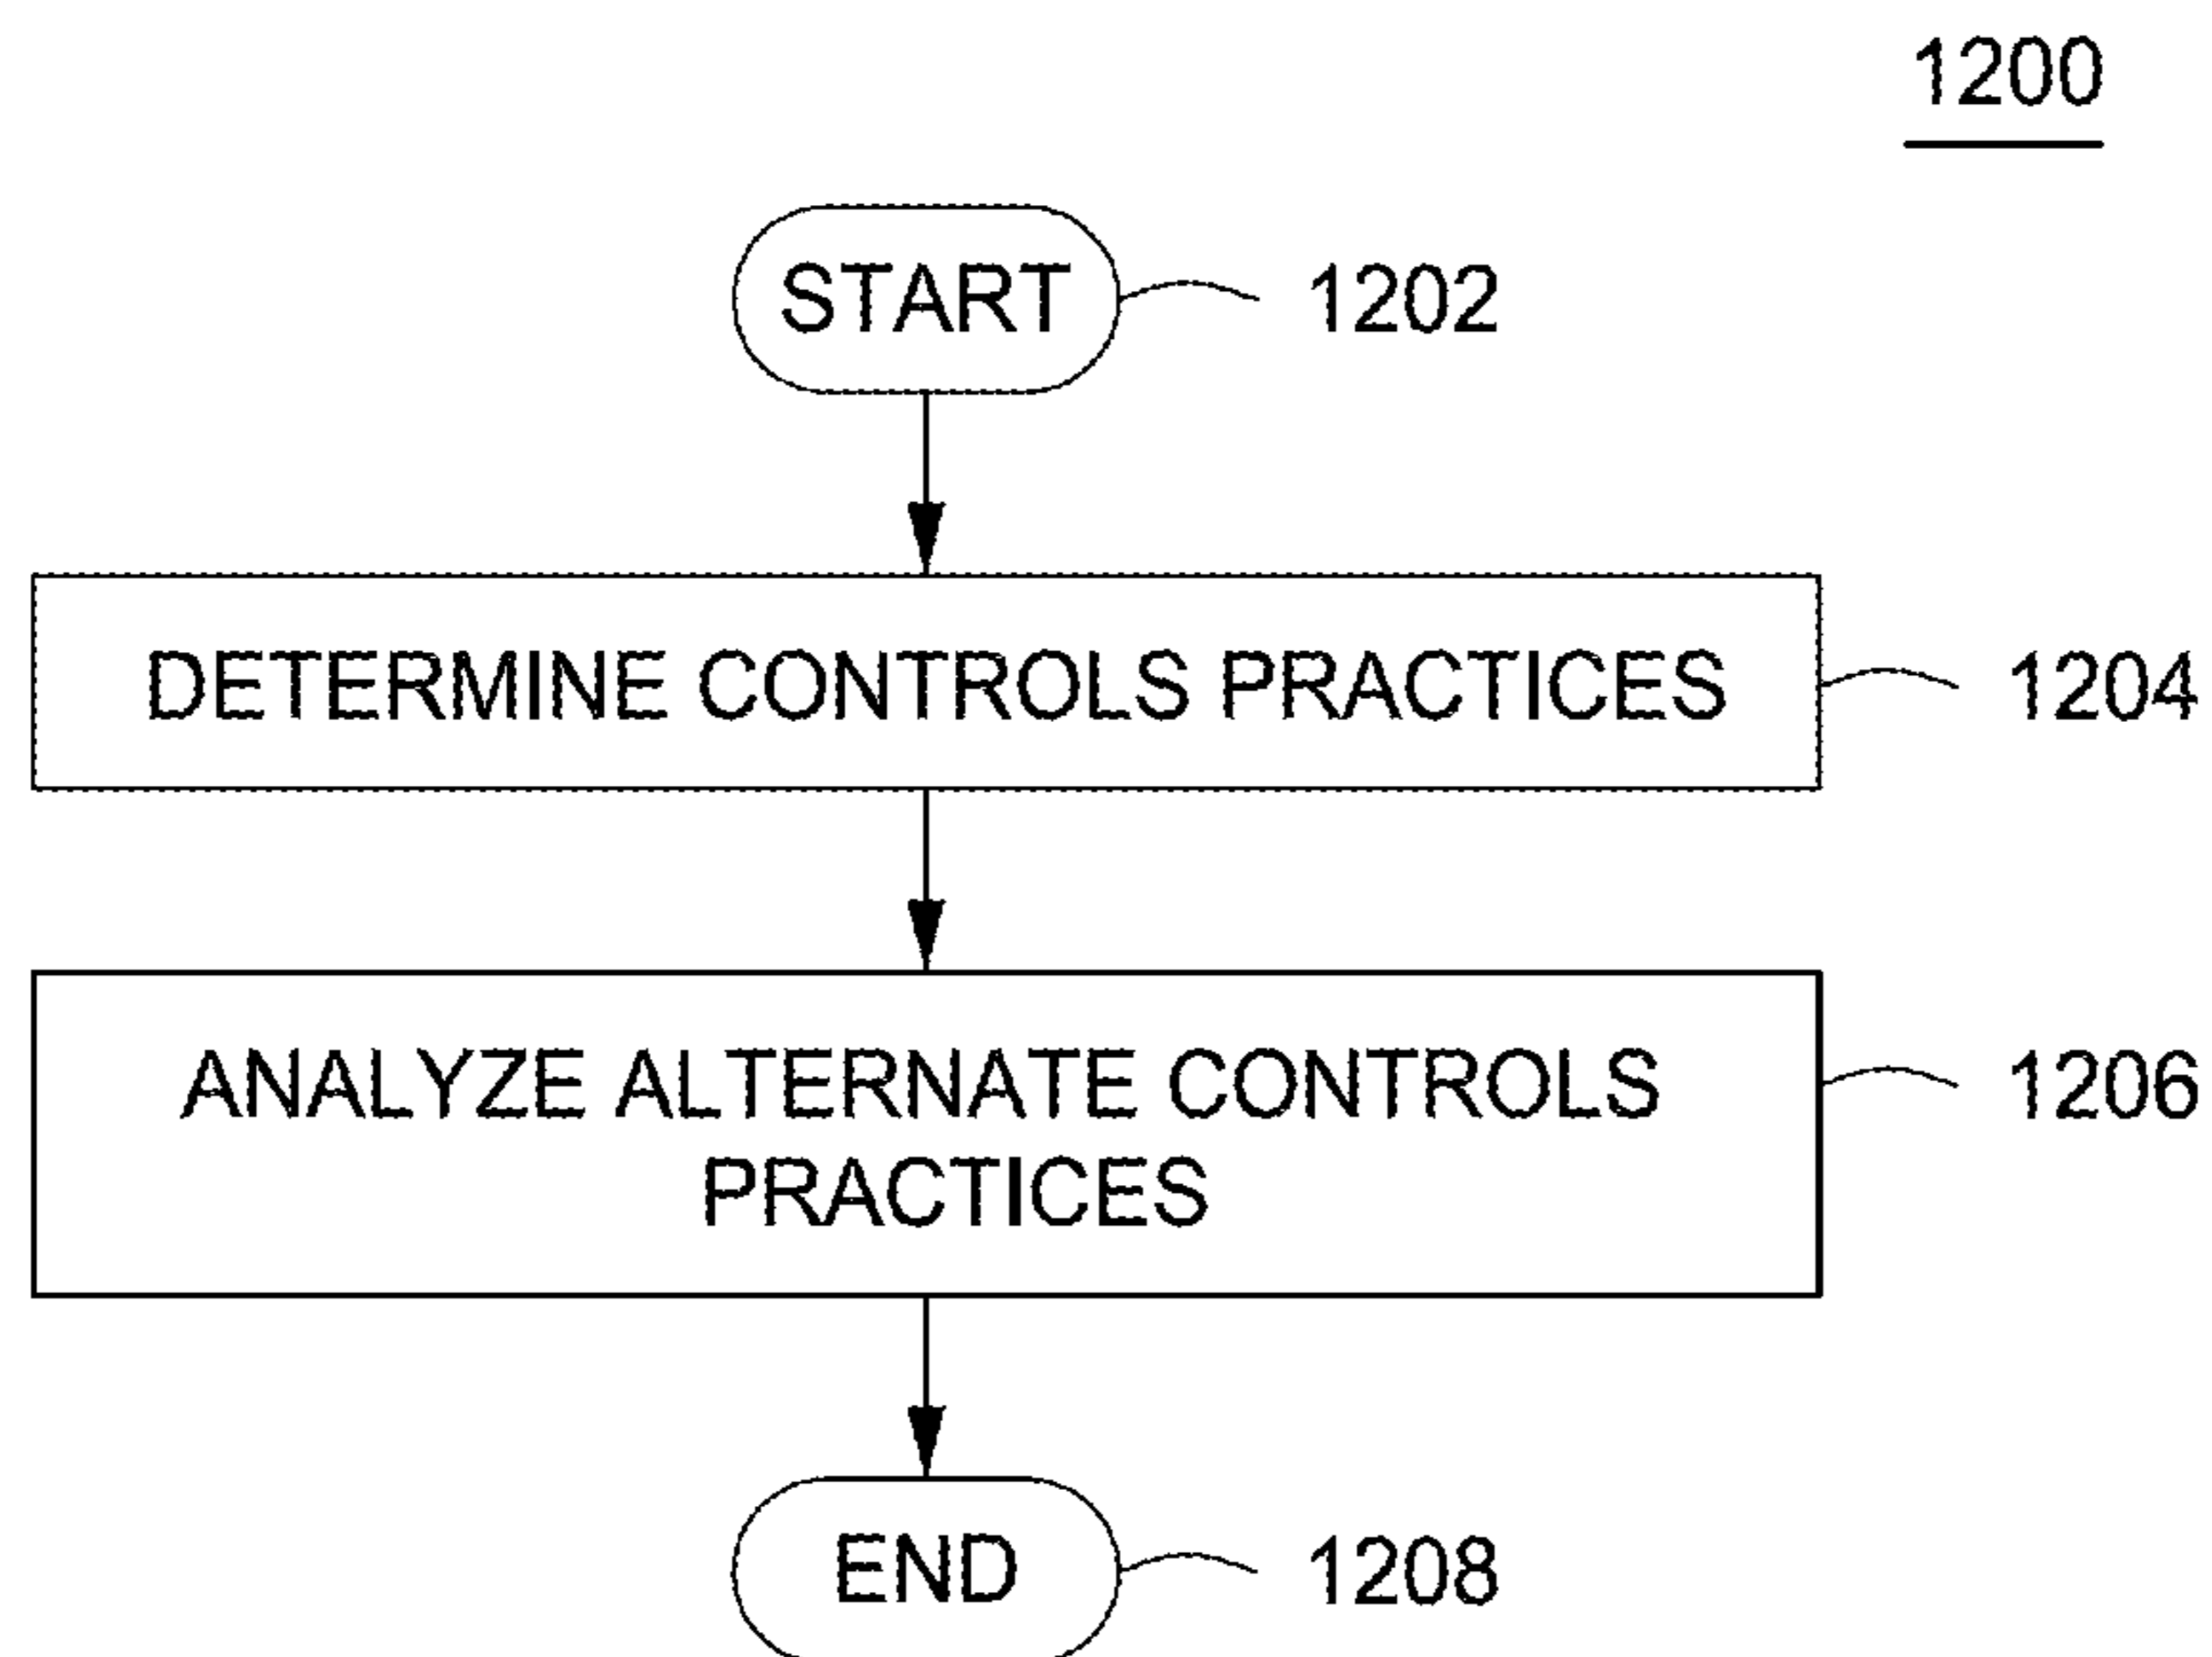 1200
START
1202
DETERMINE CONTROLS PRACTICES
1204
ANALYZE ALTERNATE CONTROLS
PRACTICES
1206
END
1208